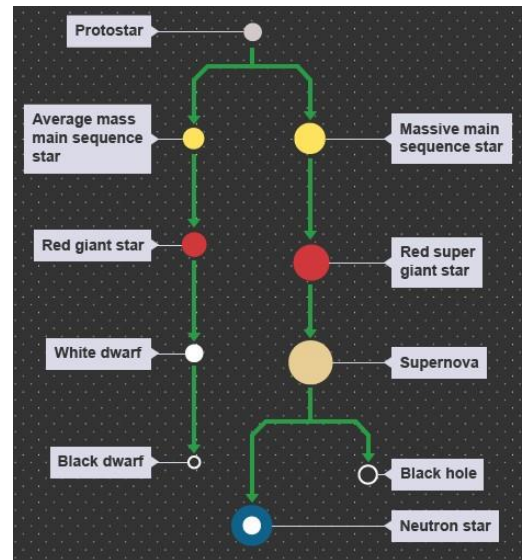 Protostar
Average mass
main sequence
star
Massive main
sequence star
Red giant star
Red super
giant star
White dwarf
Supernova
Black dwarf
Black hole
Neutron star